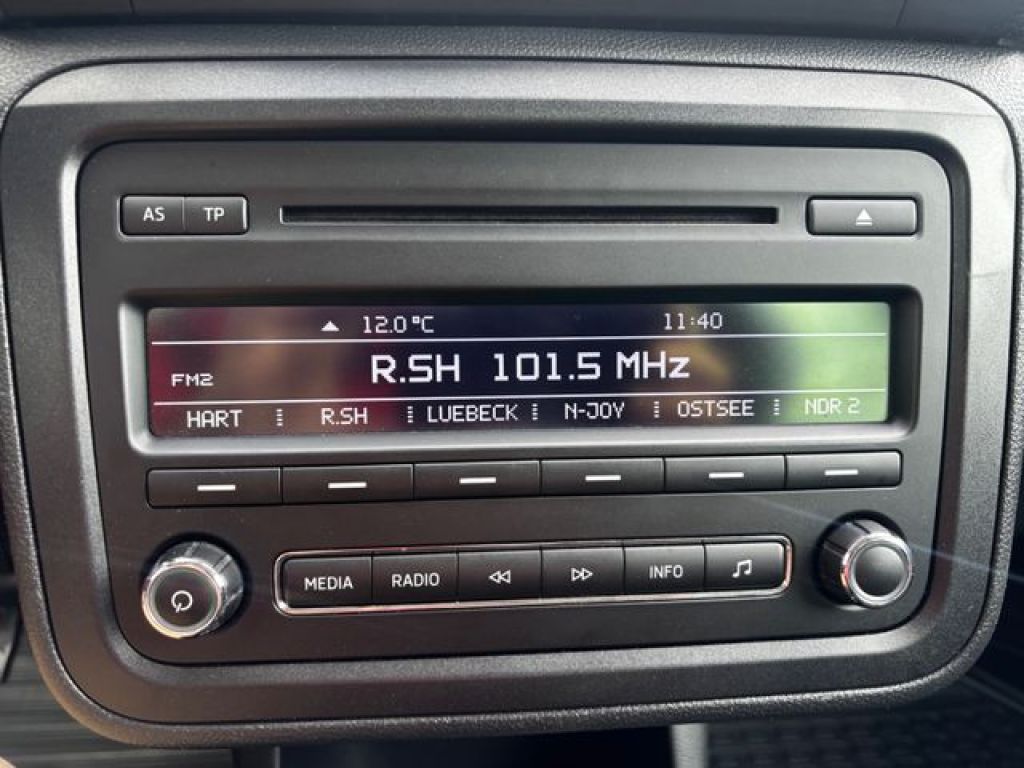 AS TP
12.0 °C 11:40
R.SH 101.5 MHz
FM2
HART R.SH LUEBECK N-JOY OSTSEE NDR 2
MEDIA RADIO INFO